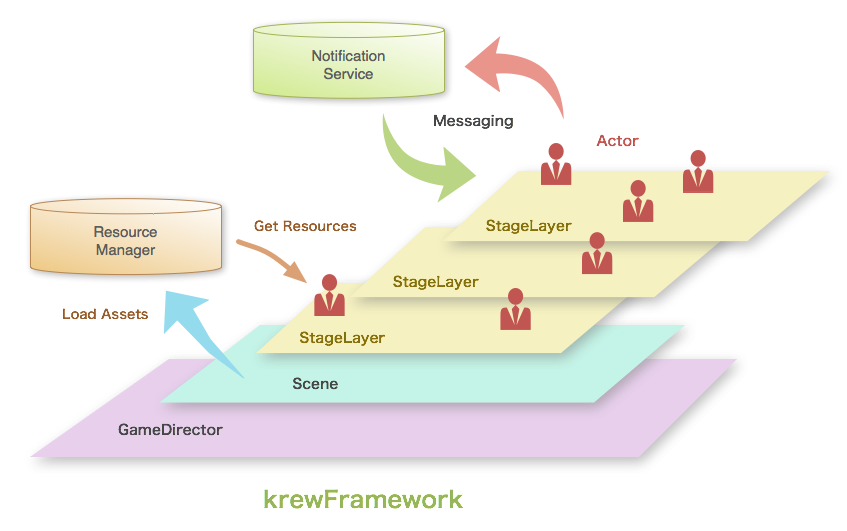 Notification
Service
Messaging
Actor
StageLayer
Resource
Manager
Get Resources
StageLayer
Load Assets
StageLayer
Scene
GameDirector
krewFramework